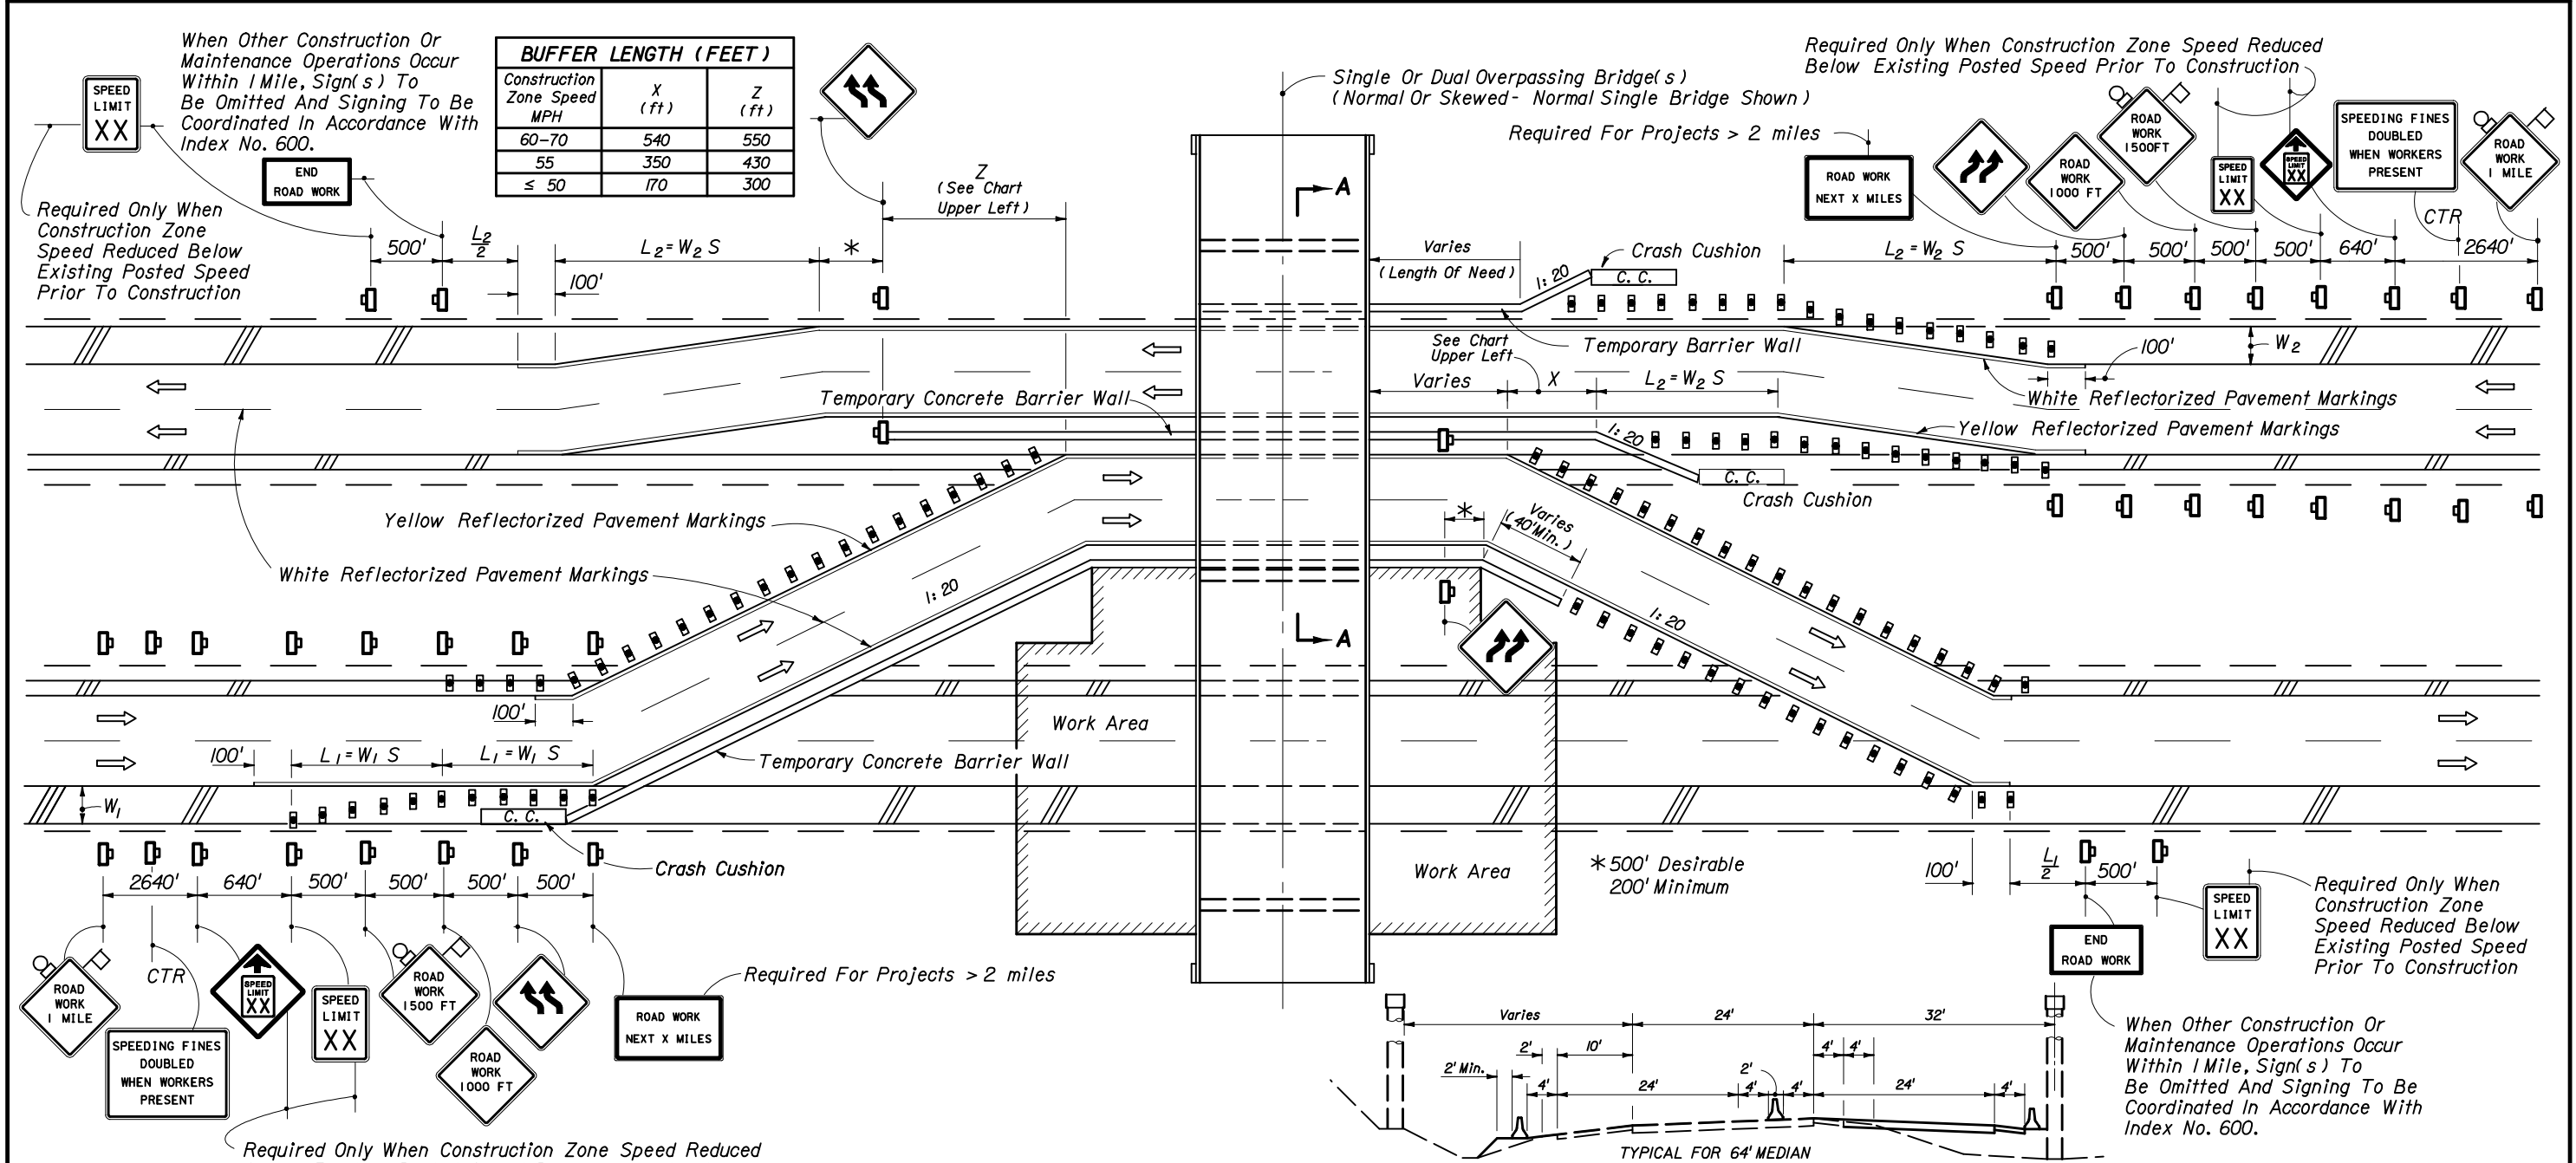 When Other Construction Or
Maintenance Operations Occur
Within 1 Mile, Sign(s) To
Be Omitted And Signing To Be
Coordinated In Accordance With
Index No. 600.
SPEED
LIMIT
XX
END
ROAD WORK
Required Only When
Construction Zone
Speed Reduced Below
Existing Posted Speed
Prior To Construction
BUFFER LENGTH (FEET)
Construction Zone Speed MPH X (ft) Z (ft)
60-70 540 550
55 350 430
≤ 50 170 300
Z
(See Chart
Upper Left)
500'
L2/2
100'
L2 = W2 S
*
Single Or Dual Overpassing Bridge(s)
(Normal Or Skewed - Normal Single Bridge Shown)
Required For Projects > 2 miles
Required Only When Construction Zone Speed Reduced
Below Existing Posted Speed Prior To Construction
ROAD WORK
NEXT X MILES
ROAD
WORK
1000 FT
ROAD
WORK
1500FT
SPEED
LIMIT
XX
SPEED
LIMIT
XX
SPEEDING FINES
DOUBLED
WHEN WORKERS
PRESENT
ROAD
WORK
1 MILE
CTR
A
Varies
(Length Of Need)
1:20
Crash Cushion
C. C.
L2 = W2 S
500'
500'
500'
500'
640'
2640'
See Chart
Upper Left
Temporary Barrier Wall
100'
W2
Varies
X
L2 = W2 S
White Reflectorized Pavement Markings
Temporary Concrete Barrier Wall
1:20
Yellow Reflectorized Pavement Markings
C. C.
Crash Cushion
Yellow Reflectorized Pavement Markings
*
Varies
(40'Min.)
White Reflectorized Pavement Markings
1:20
1:20
A
100'
Work Area
100'
L1 = W1 S
L1 = W1 S
Temporary Concrete Barrier Wall
W1
C. C.
Crash Cushion
Work Area
* 500' Desirable
200' Minimum
100'
L1/2
500'
2640'
640'
500'
500'
500'
500'
CTR
ROAD
WORK
1 MILE
SPEEDING FINES
DOUBLED
WHEN WORKERS
PRESENT
SPEED
LIMIT
XX
SPEED
LIMIT
XX
ROAD
WORK
1500 FT
ROAD
WORK
1000 FT
ROAD WORK
NEXT X MILES
Required For Projects > 2 miles
Required Only When Construction Zone Speed Reduced
END
ROAD WORK
SPEED
LIMIT
XX
Required Only When
Construction Zone
Speed Reduced Below
Existing Posted Speed
Prior To Construction
When Other Construction Or
Maintenance Operations Occur
Within 1 Mile, Sign(s) To
Be Omitted And Signing To Be
Coordinated In Accordance With
Index No. 600.
Varies
24'
32'
2'
10'
4'
4'
2' Min.
4'
24'
4'
2'
4'
24'
4'
TYPICAL FOR 64' MEDIAN